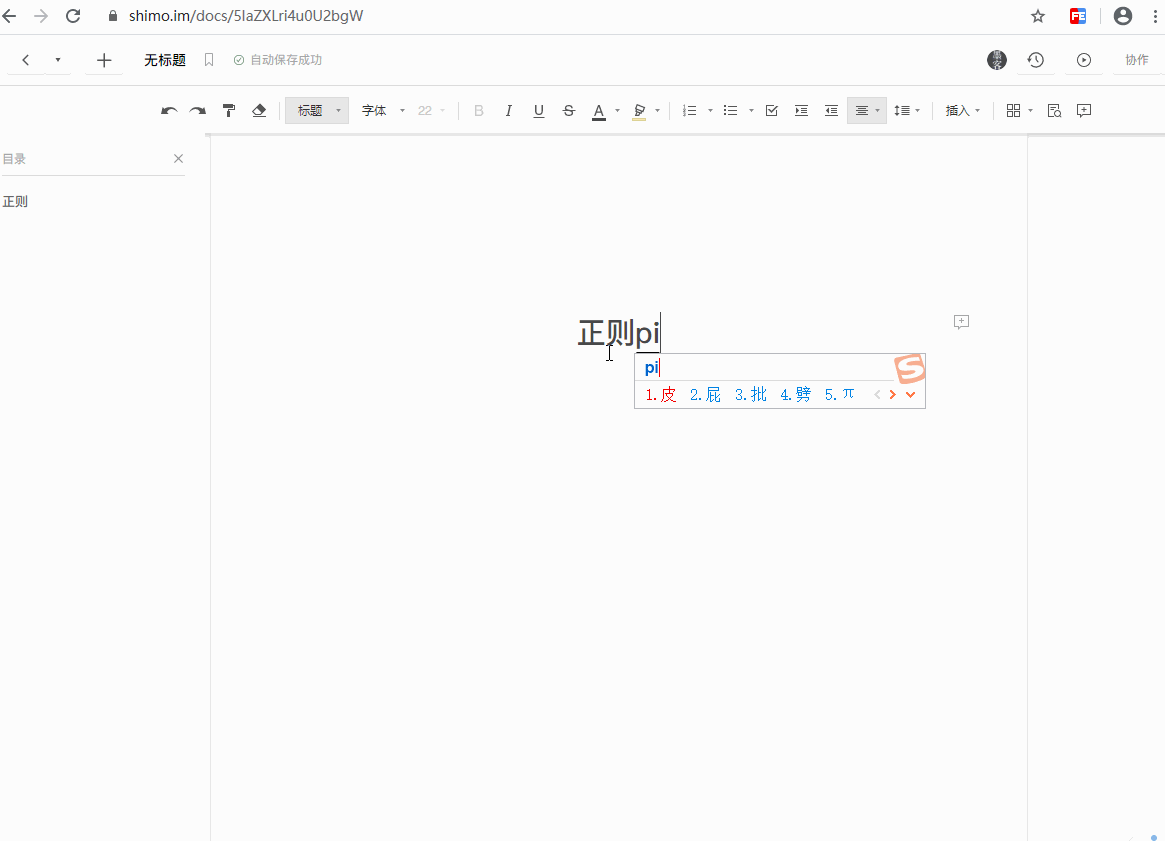 shimo.im/docs/5IaZXLri4u0U2bgW
无标题 自动保存成功 协作
标题 字体 22 B I U S A 插入
目录
正则
正则pi
pi
1.皮 2.屁 3.批 4.劈 5.π